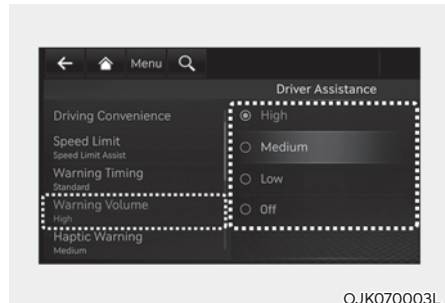 Menu
Driver Assistance
Driving Convenience
Speed Limit
Speed Limit Assist
Warning Timing
Standard
Warning Volume
High
Haptic Warning
Medium
High
Medium
Low
Off
OJK070003L